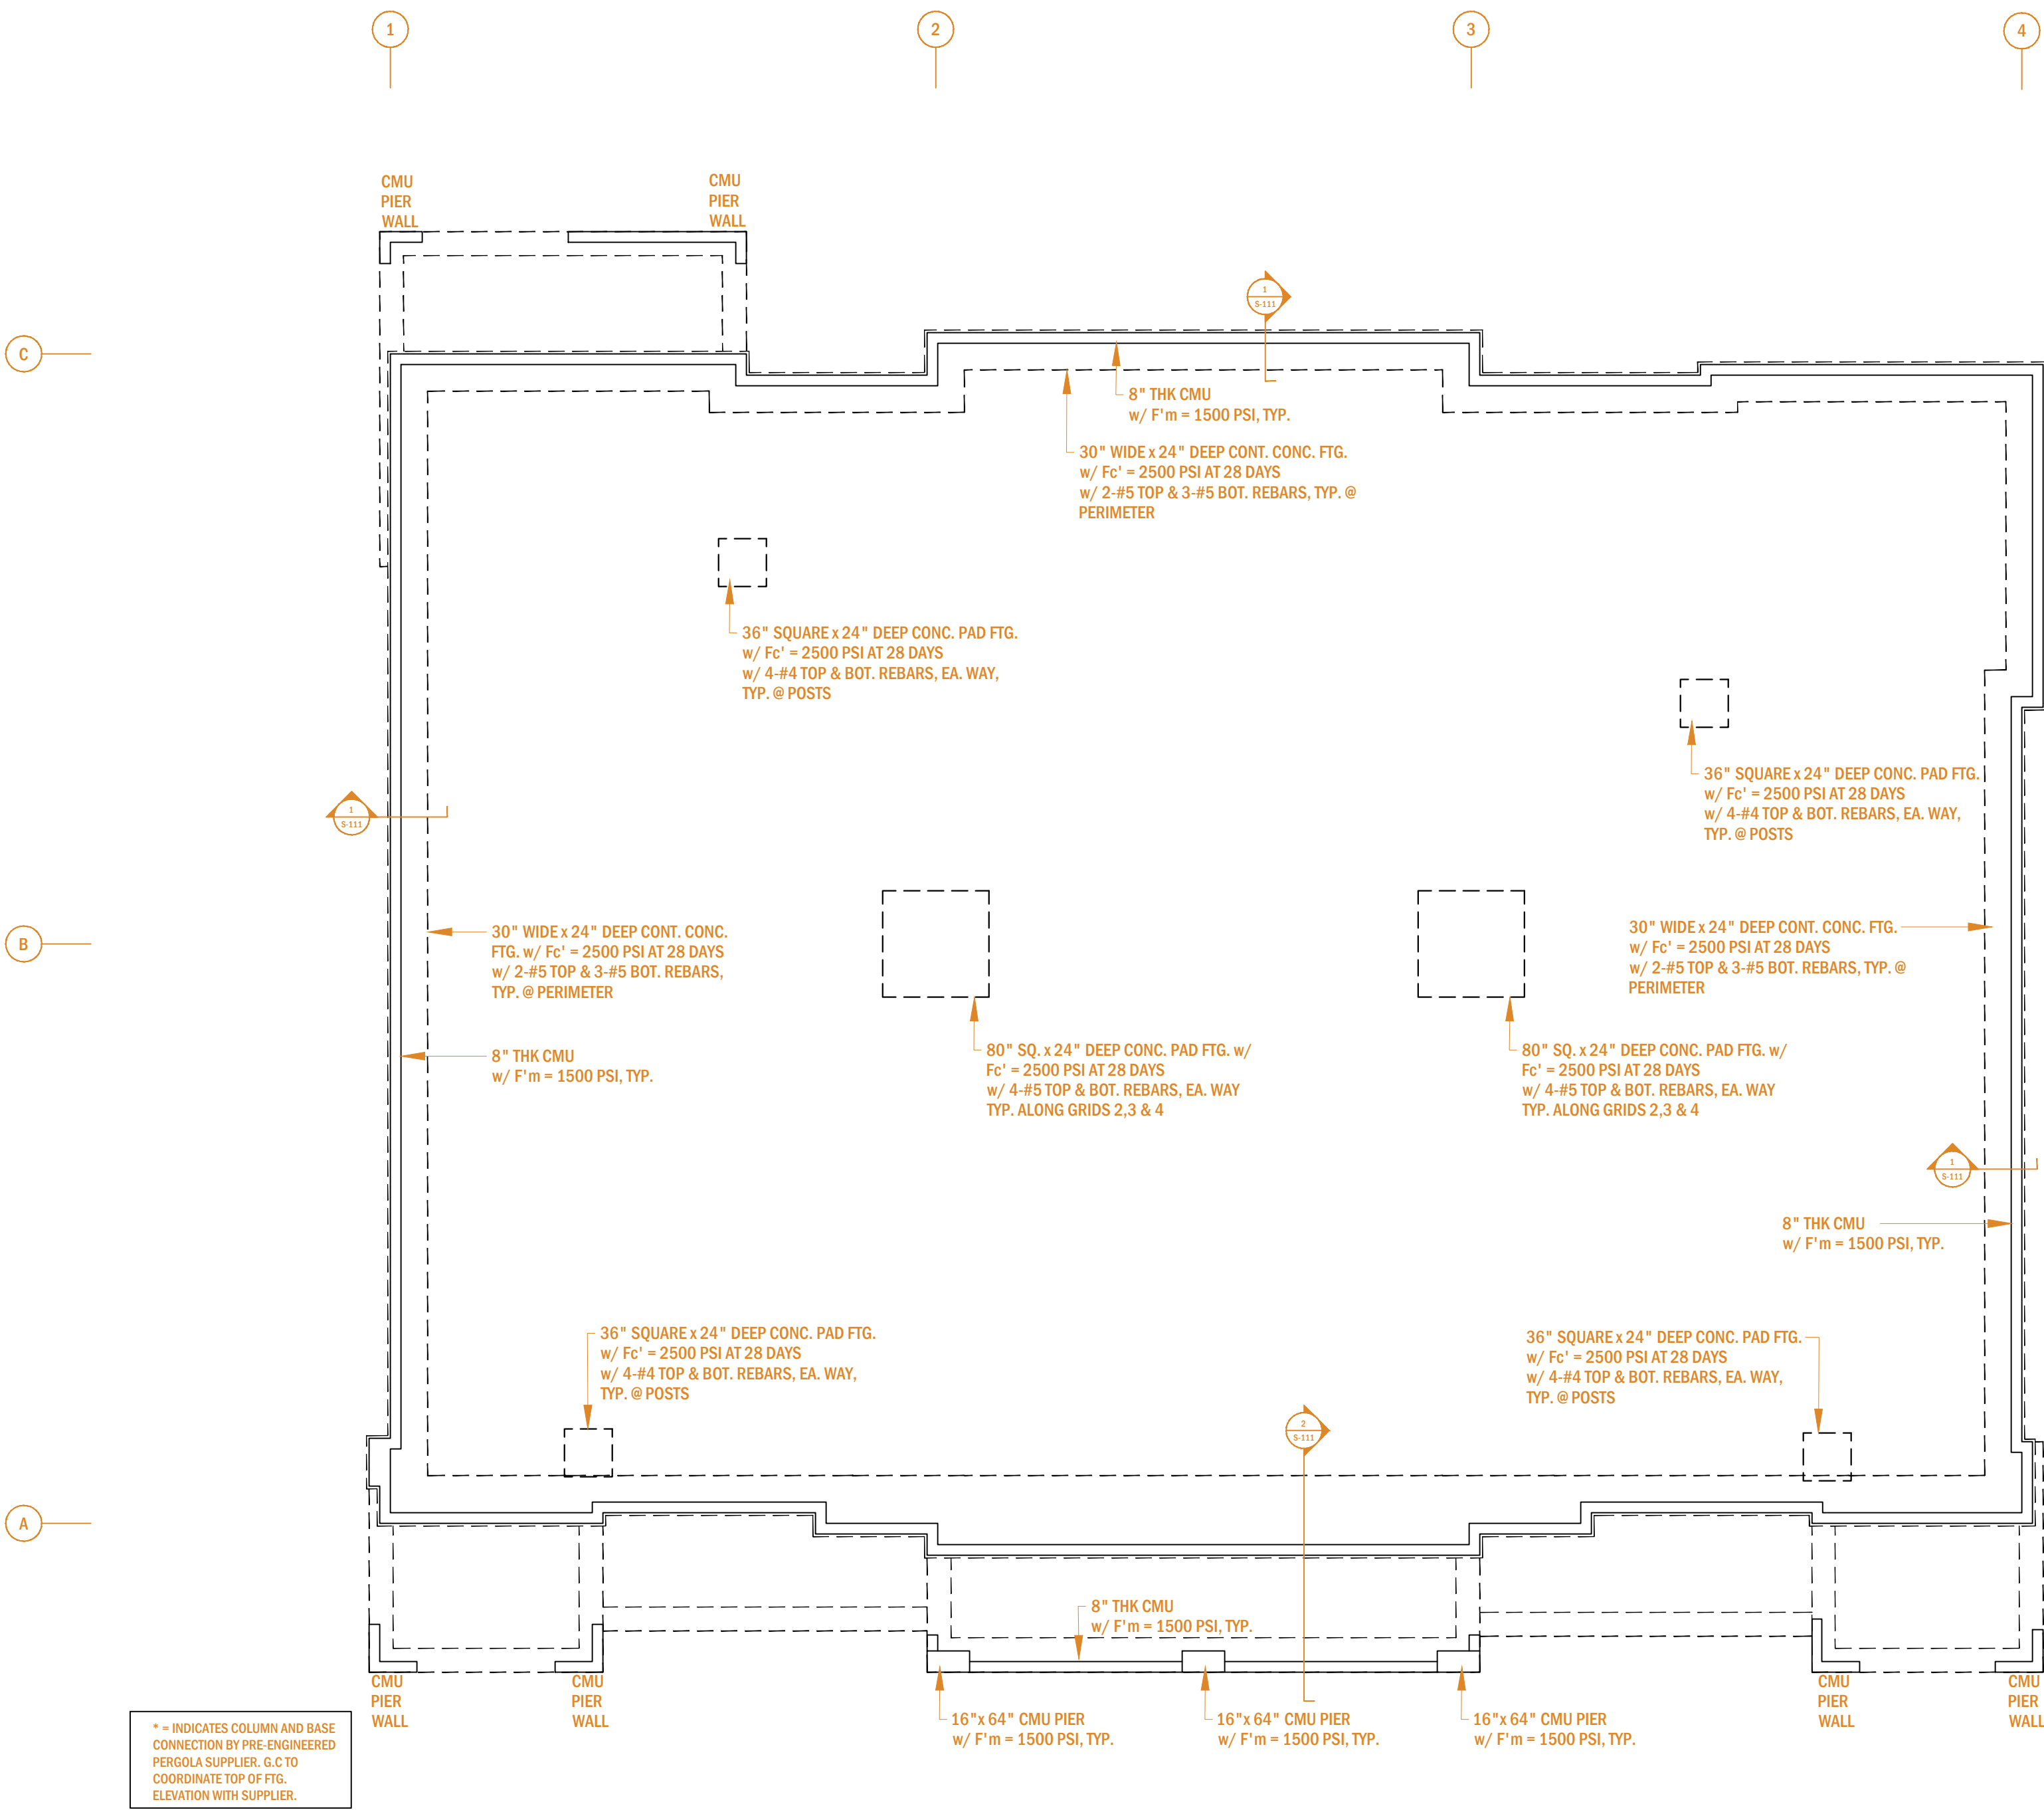 1
2
3
4
CMU
PIER
WALL
CMU
PIER
WALL
1
S-111
C
8" THK CMU
w/ F'm = 1500 PSI, TYP.
30" WIDE x 24" DEEP CONT. CONC. FTG.
w/ Fc' = 2500 PSI AT 28 DAYS
w/ 2-#5 TOP & 3-#5 BOT. REBARS, TYP. @
PERIMETER
36" SQUARE x 24" DEEP CONC. PAD FTG.
w/ Fc' = 2500 PSI AT 28 DAYS
w/ 4-#4 TOP & BOT. REBARS, EA. WAY,
TYP. @ POSTS
36" SQUARE x 24" DEEP CONC. PAD FTG.
w/ Fc' = 2500 PSI AT 28 DAYS
w/ 4-#4 TOP & BOT. REBARS, EA. WAY,
TYP. @ POSTS
1
S-111
B
30" WIDE x 24" DEEP CONT. CONC.
FTG. w/ Fc' = 2500 PSI AT 28 DAYS
w/ 2-#5 TOP & 3-#5 BOT. REBARS,
TYP. @ PERIMETER
30" WIDE x 24" DEEP CONT. CONC. FTG.
w/ Fc' = 2500 PSI AT 28 DAYS
w/ 2-#5 TOP & 3-#5 BOT. REBARS, TYP. @
PERIMETER
8" THK CMU
w/ F'm = 1500 PSI, TYP.
80" SQ. x 24" DEEP CONC. PAD FTG. w/
Fc' = 2500 PSI AT 28 DAYS
w/ 4-#5 TOP & BOT. REBARS, EA. WAY
TYP. ALONG GRIDS 2,3 & 4
80" SQ. x 24" DEEP CONC. PAD FTG. w/
Fc' = 2500 PSI AT 28 DAYS
w/ 4-#5 TOP & BOT. REBARS, EA. WAY
TYP. ALONG GRIDS 2,3 & 4
1
S-111
8" THK CMU
w/ F'm = 1500 PSI, TYP.
36" SQUARE x 24" DEEP CONC. PAD FTG.
w/ Fc' = 2500 PSI AT 28 DAYS
w/ 4-#4 TOP & BOT. REBARS, EA. WAY,
TYP. @ POSTS
36" SQUARE x 24" DEEP CONC. PAD FTG.
w/ Fc' = 2500 PSI AT 28 DAYS
w/ 4-#4 TOP & BOT. REBARS, EA. WAY,
TYP. @ POSTS
2
S-111
A
8" THK CMU
w/ F'm = 1500 PSI, TYP.
CMU
PIER
WALL
CMU
PIER
WALL
CMU
PIER
WALL
CMU
PIER
WALL
16"x 64" CMU PIER
w/ F'm = 1500 PSI, TYP.
16"x 64" CMU PIER
w/ F'm = 1500 PSI, TYP.
16"x 64" CMU PIER
w/ F'm = 1500 PSI, TYP.
* = INDICATES COLUMN AND BASE
CONNECTION BY PRE-ENGINEERED
PERGOLA SUPPLIER. G.C TO
COORDINATE TOP OF FTG.
ELEVATION WITH SUPPLIER.